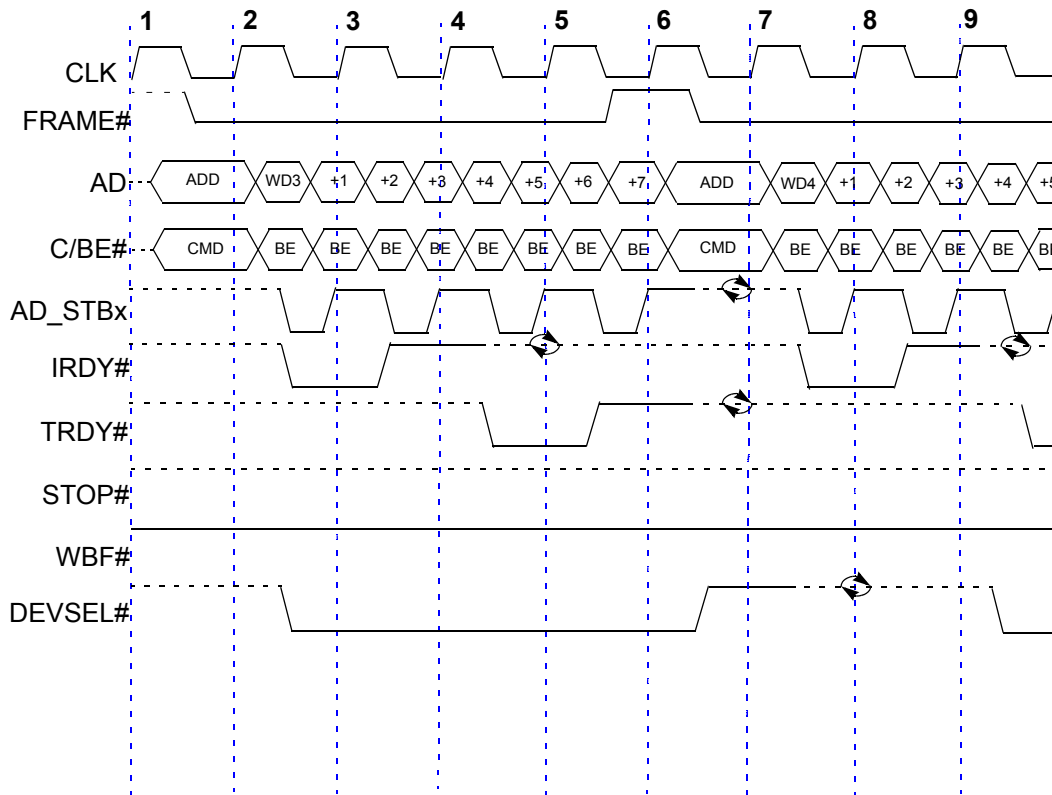 1 2 3 4 5 6 7 8 9
CLK
FRAME#
AD ADD WD3 +1 +2 +3 +4 +5 +6 +7 ADD WD4 +1 +2 +3 +4 +5
C/BE# CMD BE BE BE BE BE BE BE BE CMD BE BE BE BE BE BE
AD_STBx
IRDY#
TRDY#
STOP#
WBF#
DEVSEL#